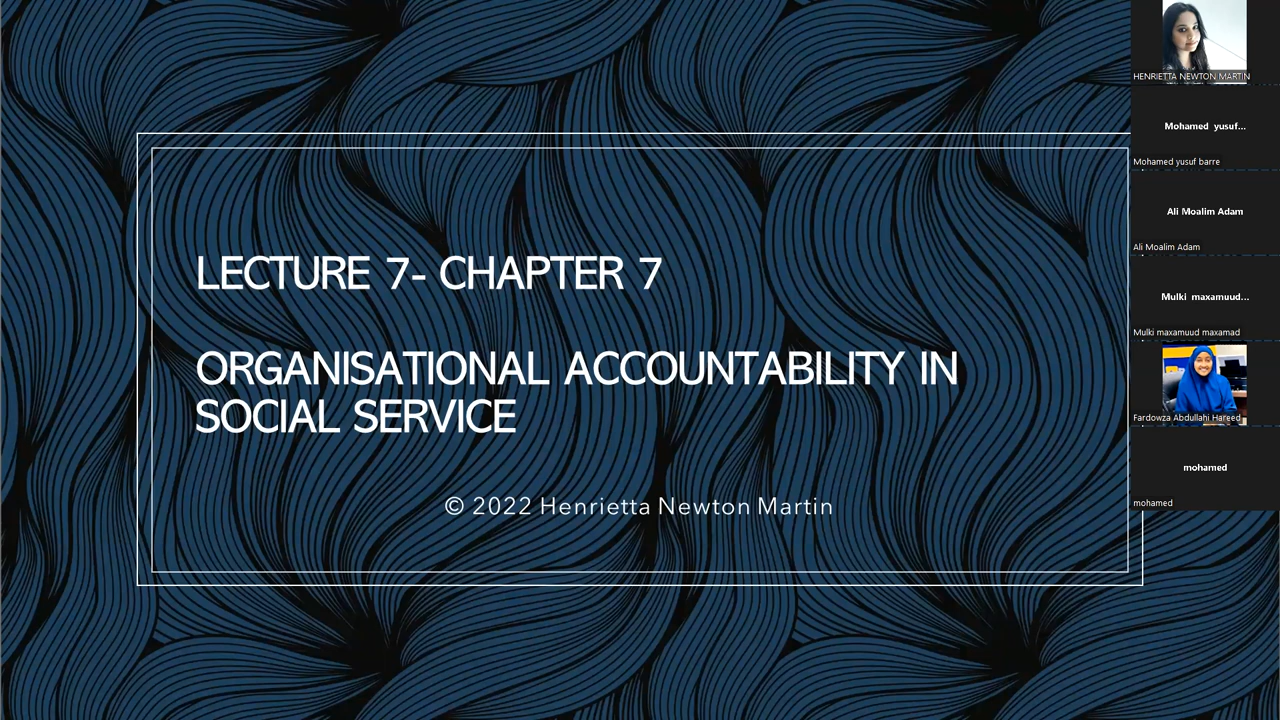 LECTURE 7- CHAPTER 7
ORGANISATIONAL ACCOUNTABILITY IN
SOCIAL SERVICE
© 2022 Henrietta Newton Martin
HENRIETTA NEWTON MARTIN
Mohamed yusuf...
Mohamed yusuf barre
Ali Moalim Adam
Ali Moalim Adam
Mulki maxamuud...
Mulki maxamuud maxamad
Fardowza Abdullahi Hareed
mohamed
mohamed